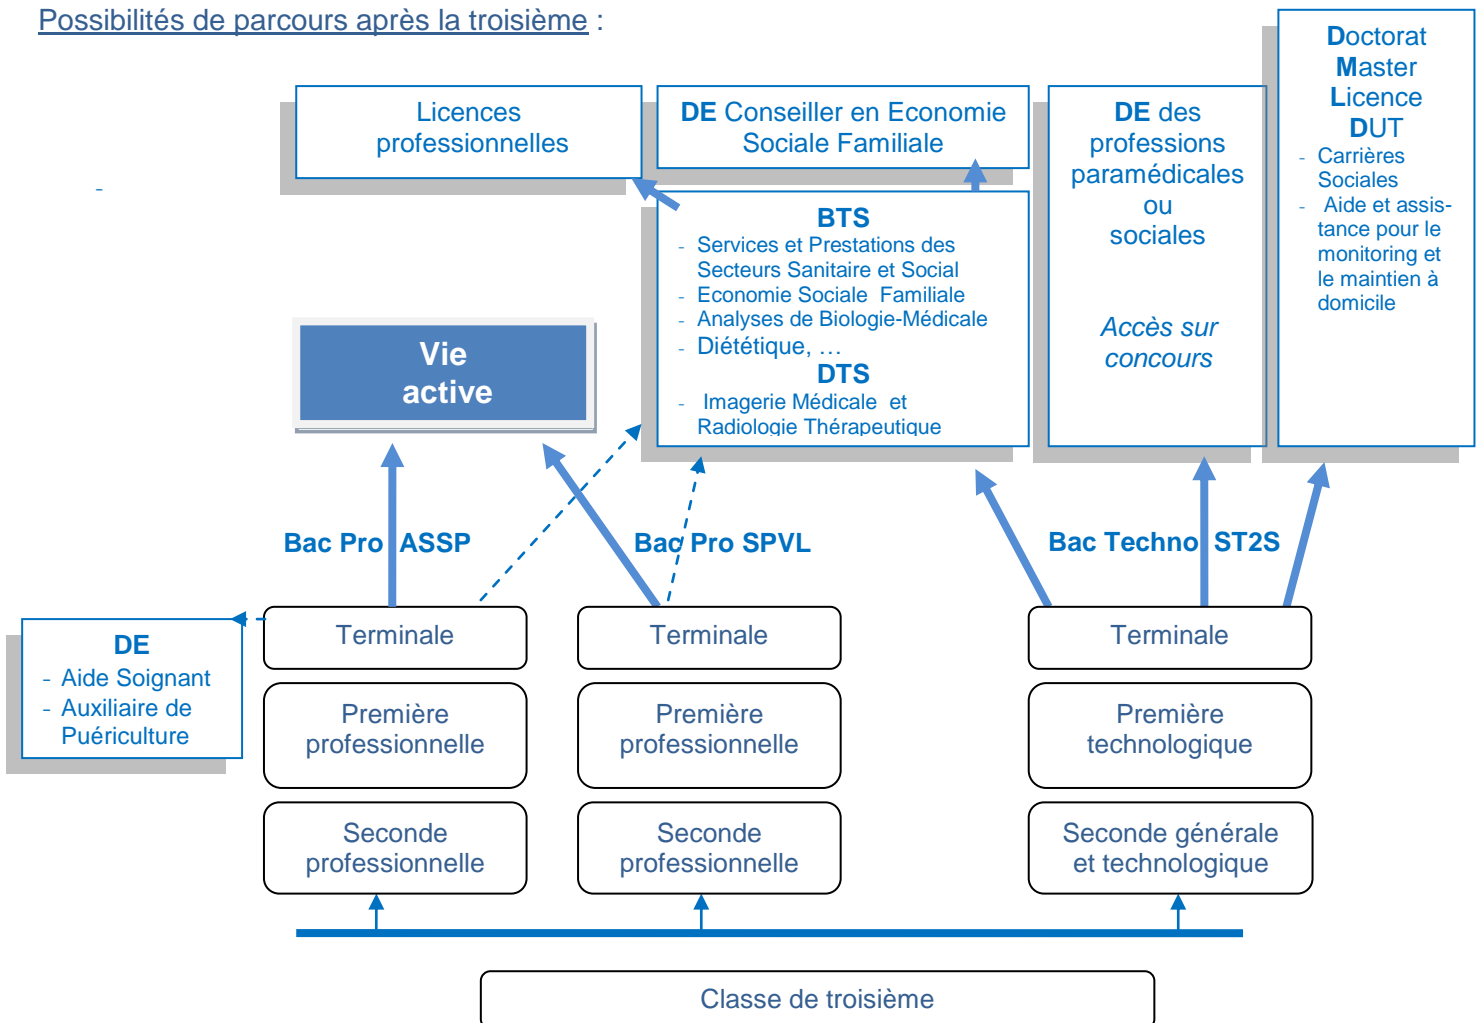 Possibilités de parcours après la troisième :
Doctorat
Master
Licence
DUT
- Carrières
Sociales
- Aide et assis-
tance pour le
monitoring et
le maintien à
domicile
Licences
professionnelles
DE Conseiller en Economie
Sociale Familiale
DE des
professions
paramédicales
ou
sociales
Accès sur
concours
-
BTS
- Services et Prestations des
Secteurs Sanitaire et Social
- Economie Sociale Familiale
- Analyses de Biologie-Médicale
- Diététique, …
DTS
- Imagerie Médicale et
Radiologie Thérapeutique
Vie
active
Bac Pro ASSP
Bac Pro SPVL
Bac Techno ST2S
DE
- Aide Soignant
- Auxiliaire de
Puériculture
Terminale
Terminale
Terminale
Première
professionnelle
Première
professionnelle
Première
technologique
Seconde
professionnelle
Seconde
professionnelle
Seconde générale
et technologique
Classe de troisième